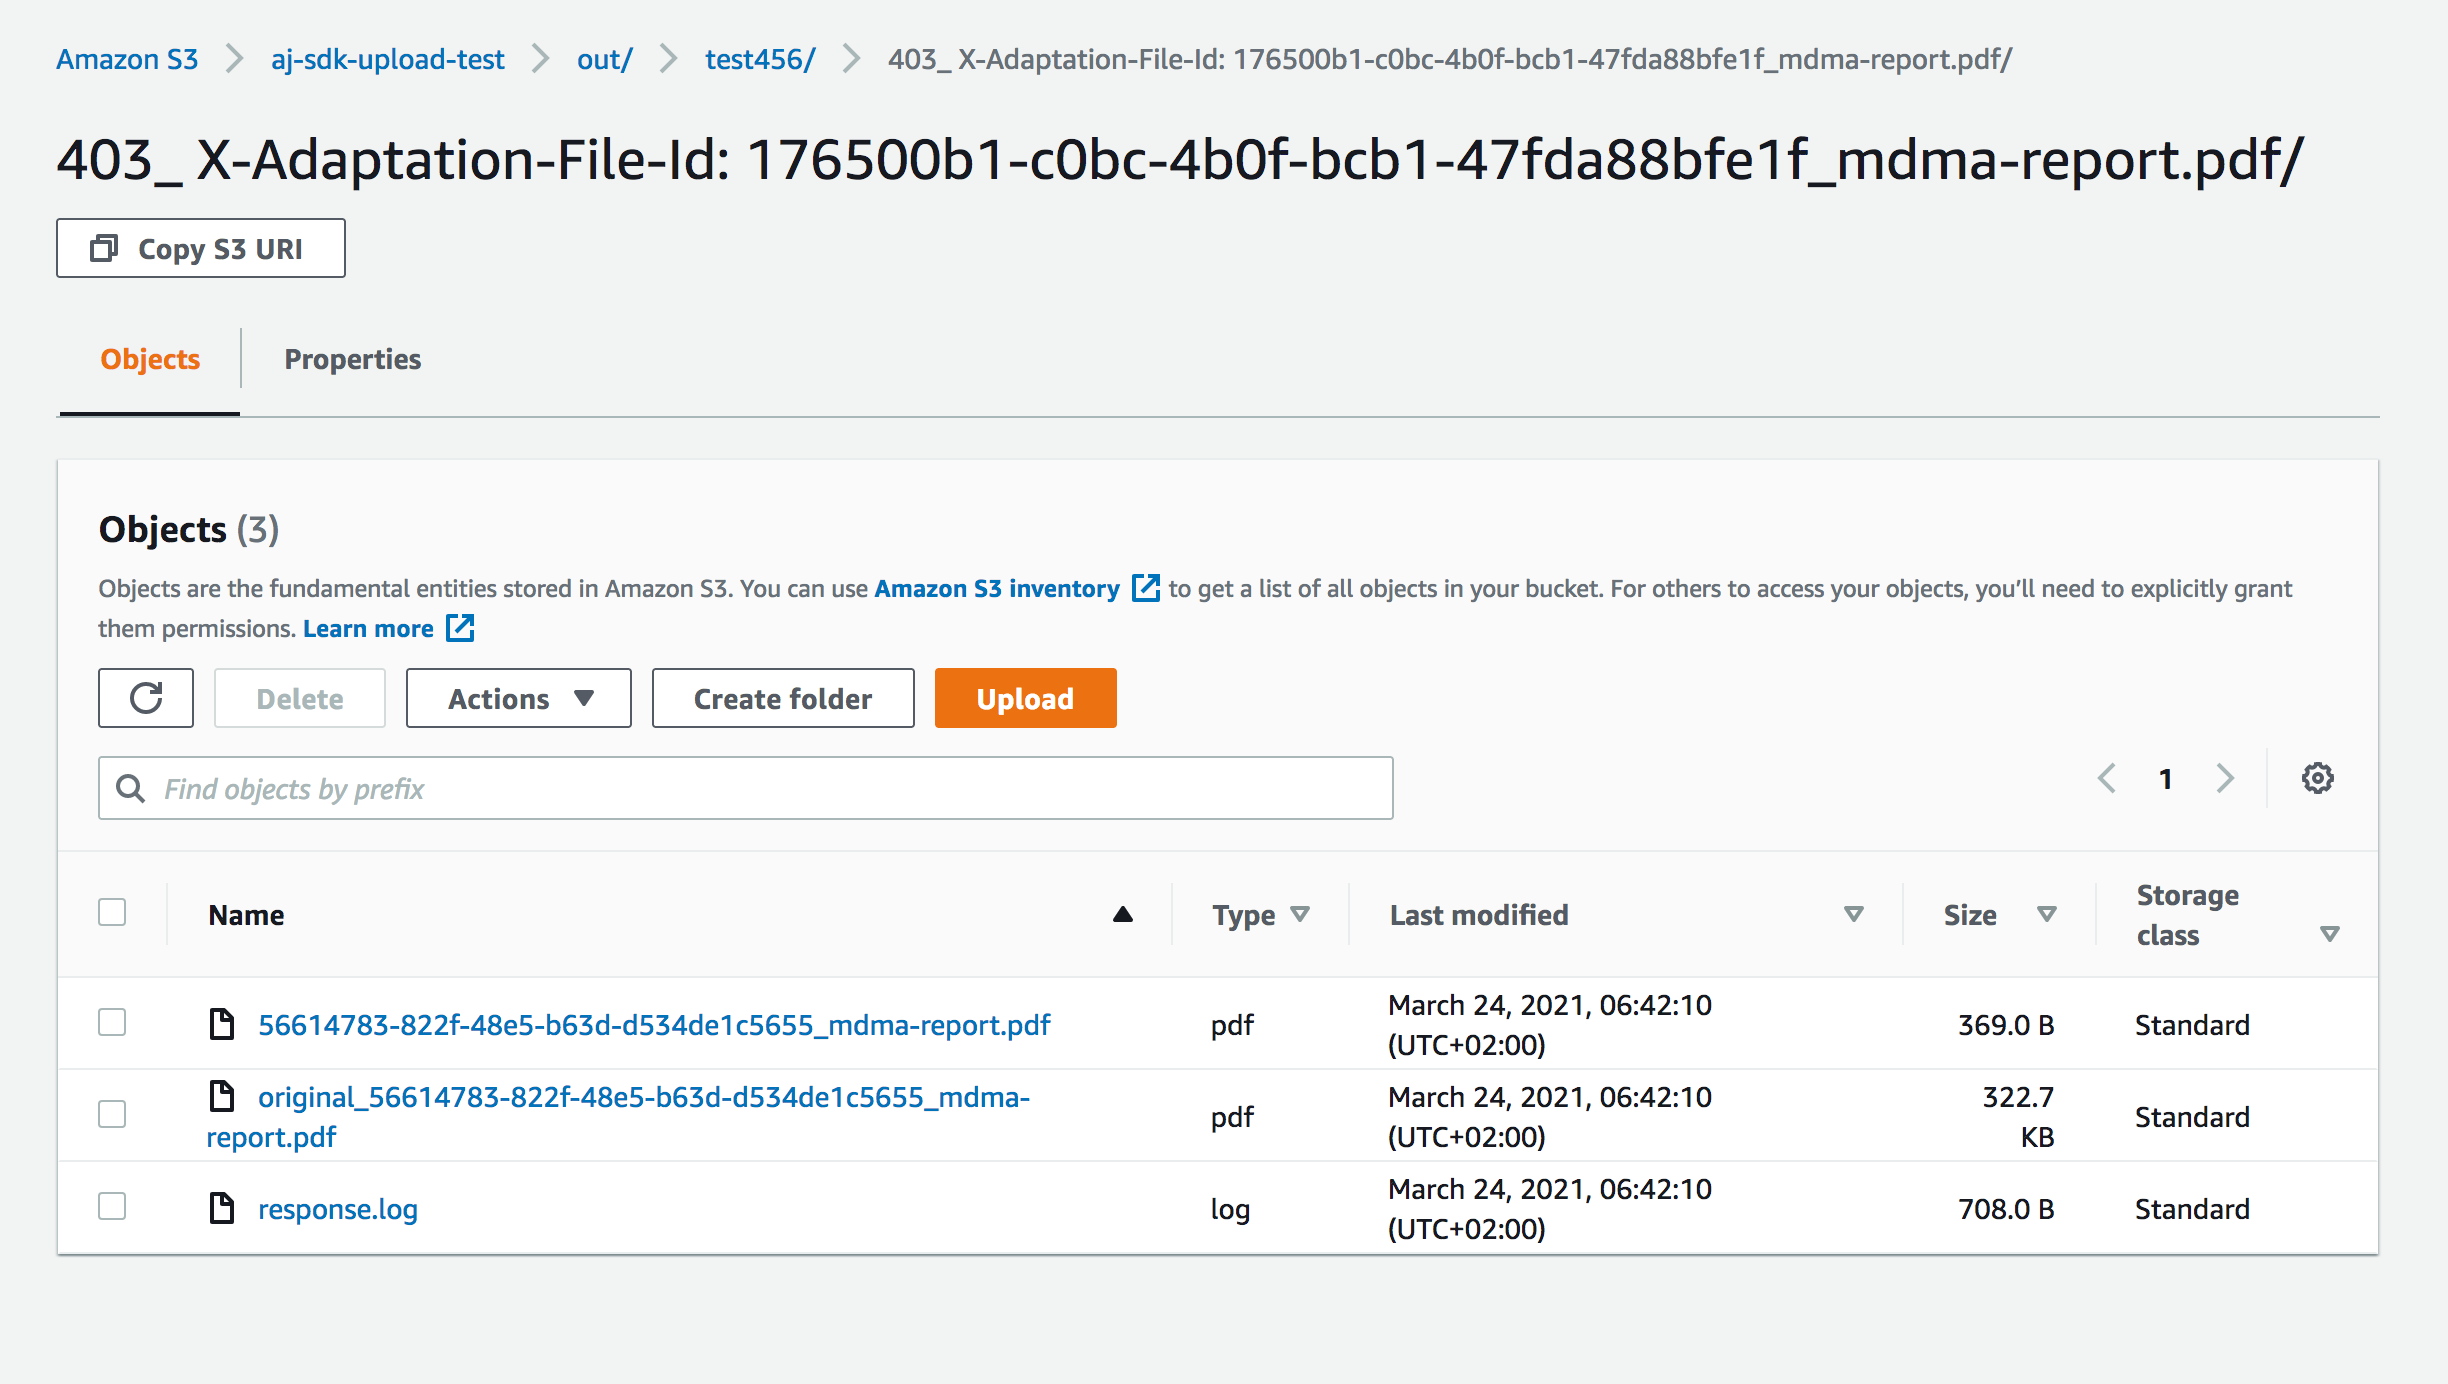 Amazon S3 > aj-sdk-upload-test > out/ > test456/ > 403_ X-Adaptation-File-Id: 176500b1-c0bc-4b0f-bcb1-47fda88bfe1f_mdma-report.pdf/
403_ X-Adaptation-File-Id: 176500b1-c0bc-4b0f-bcb1-47fda88bfe1f_mdma-report.pdf/
Copy S3 URI
Objects Properties
Objects (3)
Objects are the fundamental entities stored in Amazon S3. You can use Amazon S3 inventory to get a list of all objects in your bucket. For others to access your objects, you’ll need to explicitly grant
them permissions. Learn more
Delete Actions Create folder Upload
Find objects by prefix
1
Name Type Last modified Size Storage
class
56614783-822f-48e5-b63d-d534de1c5655_mdma-report.pdf pdf March 24, 2021, 06:42:10 369.0 B Standard
(UTC+02:00)
original_56614783-822f-48e5-b63d-d534de1c5655_mdma- pdf March 24, 2021, 06:42:10 322.7 Standard
report.pdf (UTC+02:00) KB
response.log log March 24, 2021, 06:42:10 708.0 B Standard
(UTC+02:00)